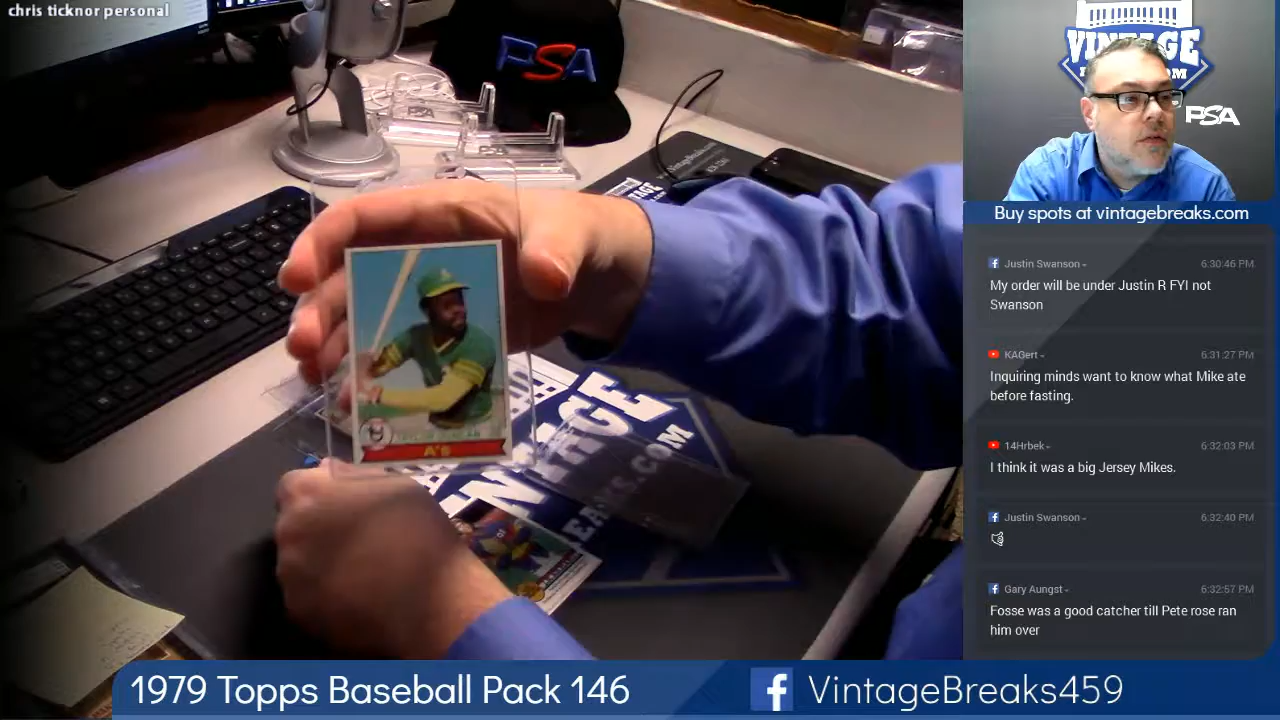 chris ticknor personal
PSA
VINTAGE
PSA
Buy spots at vintagebreaks.com
Justin Swanson
6:30:46 PM
My order will be under Justin R FYI not
Swanson
KAGert
6:31:27 PM
Inquiring minds want to know what Mike ate
before fasting.
14Hrbek
6:32:03 PM
I think it was a big Jersey Mikes.
Justin Swanson
6:32:40 PM
Gary Aungst
6:32:57 PM
Fosse was a good catcher till Pete rose ran
him over
A's
VINTAGE
1979 Topps Baseball Pack 146
VintageBreaks459